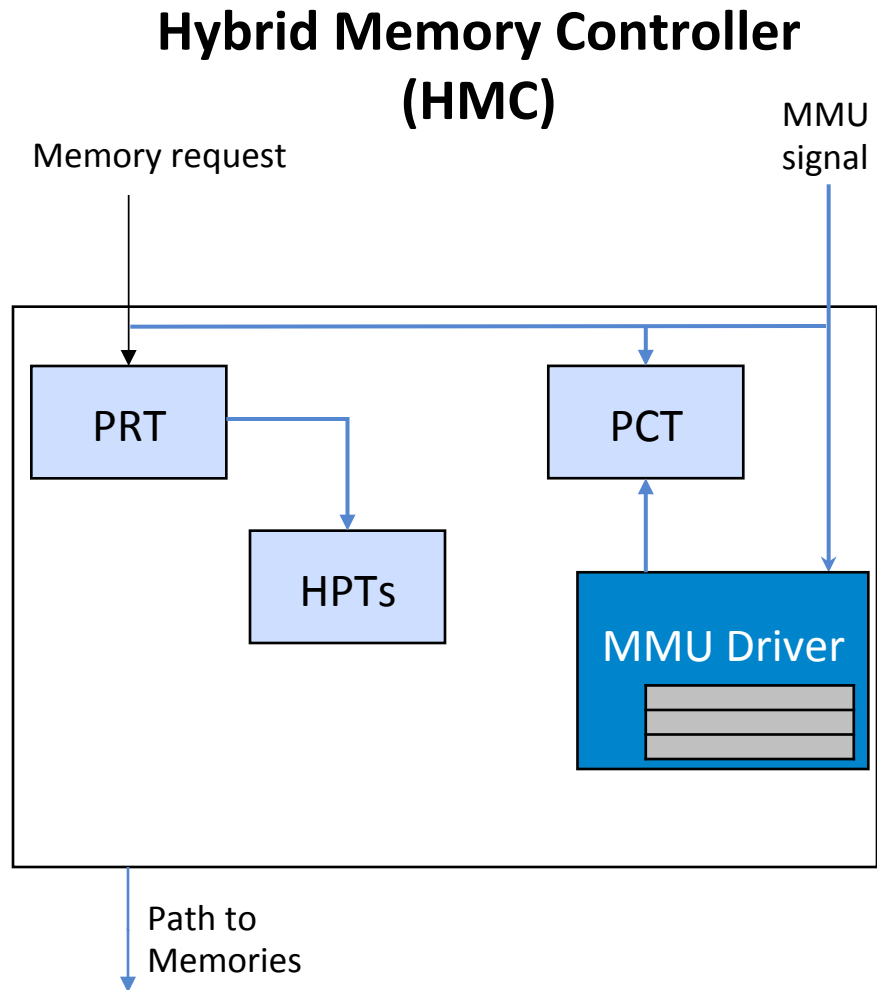 Hybrid Memory Controller
(HMC)
MMU
signal
Memory request
PRT
PCT
HPTs
MMU Driver
Path to
Memories